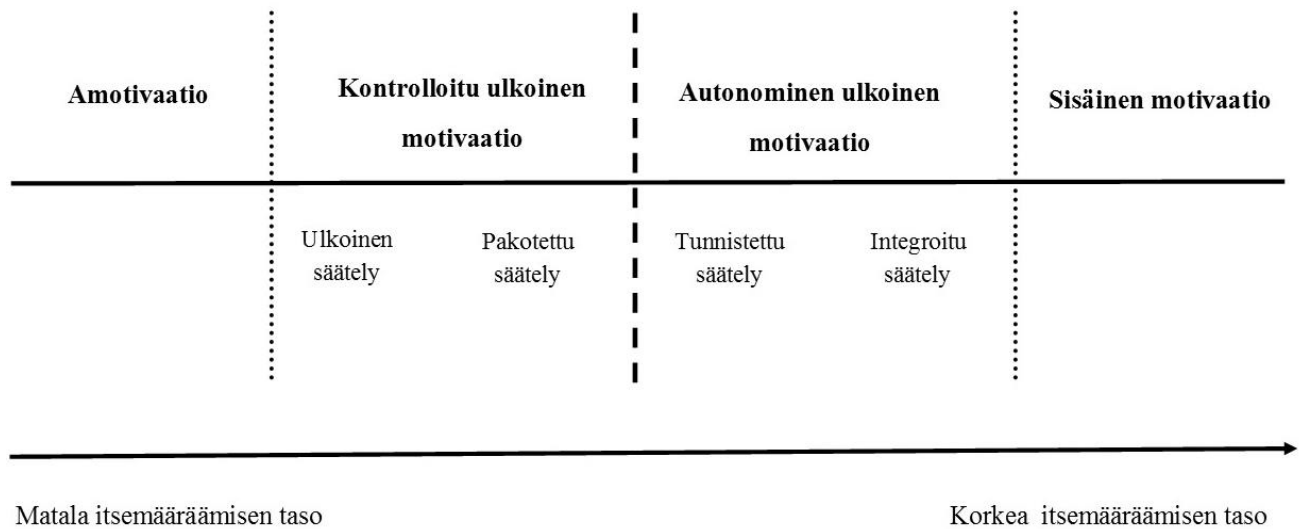 Amotivaatio
Kontrolloitu ulkoinen
motivaatio
Autonominen ulkoinen
motivaatio
Sisäinen motivaatio
Ulkoinen
säätely
Pakotettu
säätely
Tunnistettu
säätely
Integroitu
säätely
Matala itsemääräämisen taso
Korkea itsemääräämisen taso